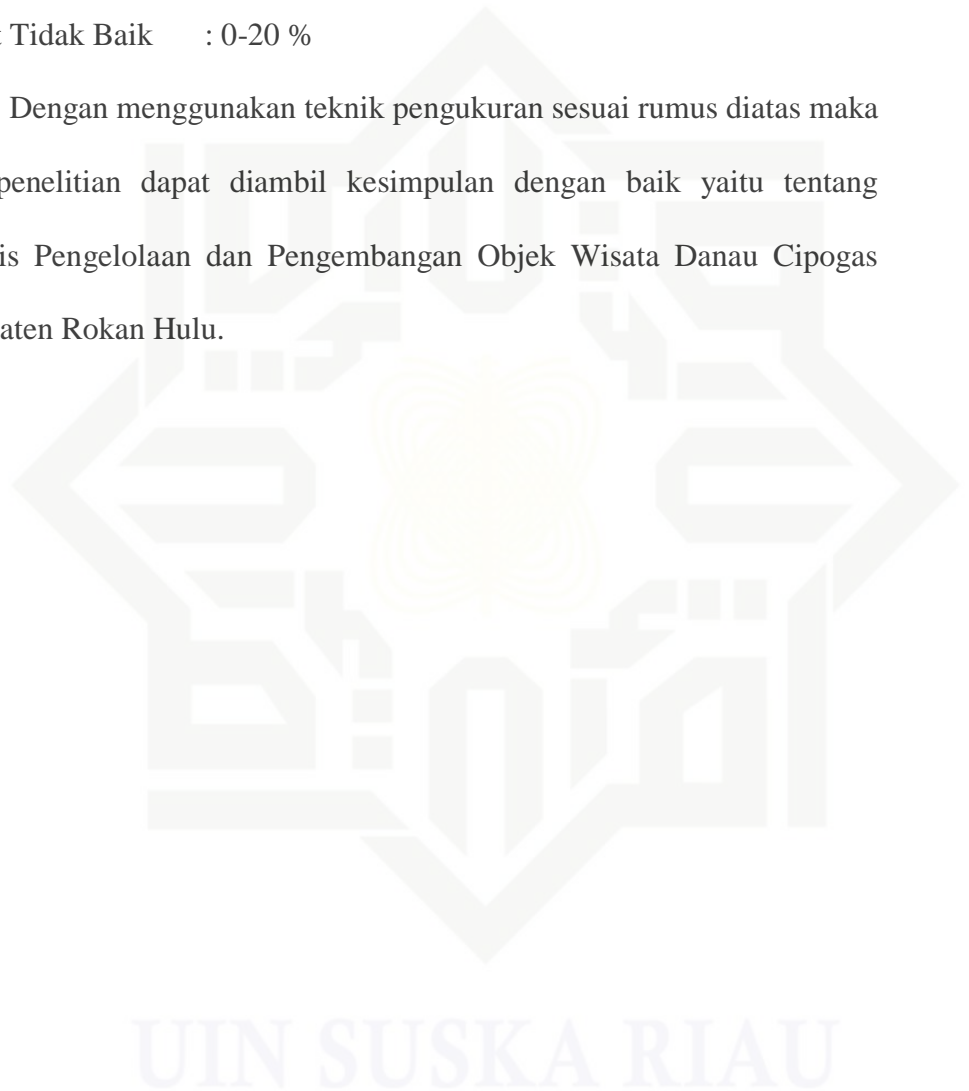 t Tidak Baik : 0-20 %
Dengan menggunakan teknik pengukuran sesuai rumus diatas maka
penelitian dapat diambil kesimpulan dengan baik yaitu tentang
is Pengelolaan dan Pengembangan Objek Wisata Danau Cipogas
aten Rokan Hulu.
UIN SUSKA RIAU